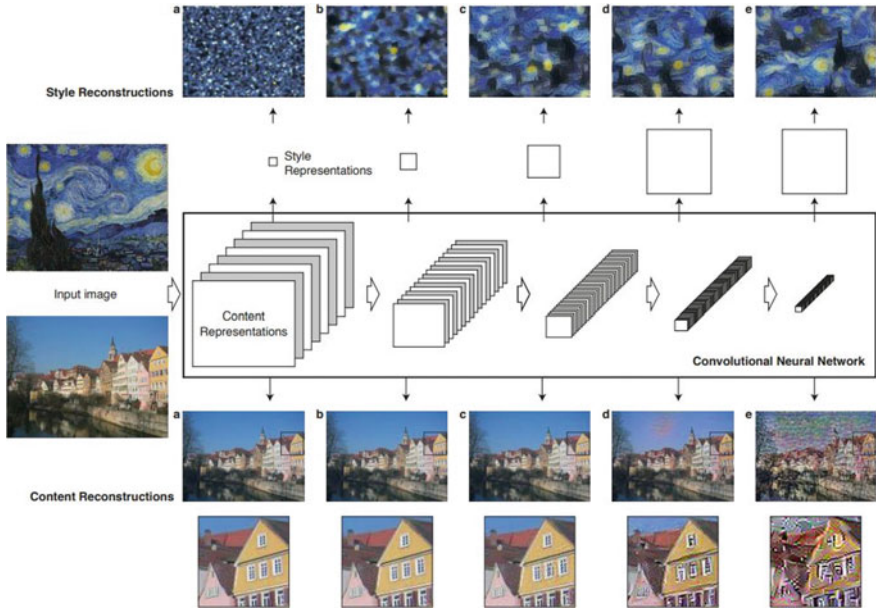 a b c d e
Style Reconstructions
Style
Representations
Input image
Content
Representations
Convolutional Neural Network
a b c d e
Content Reconstructions